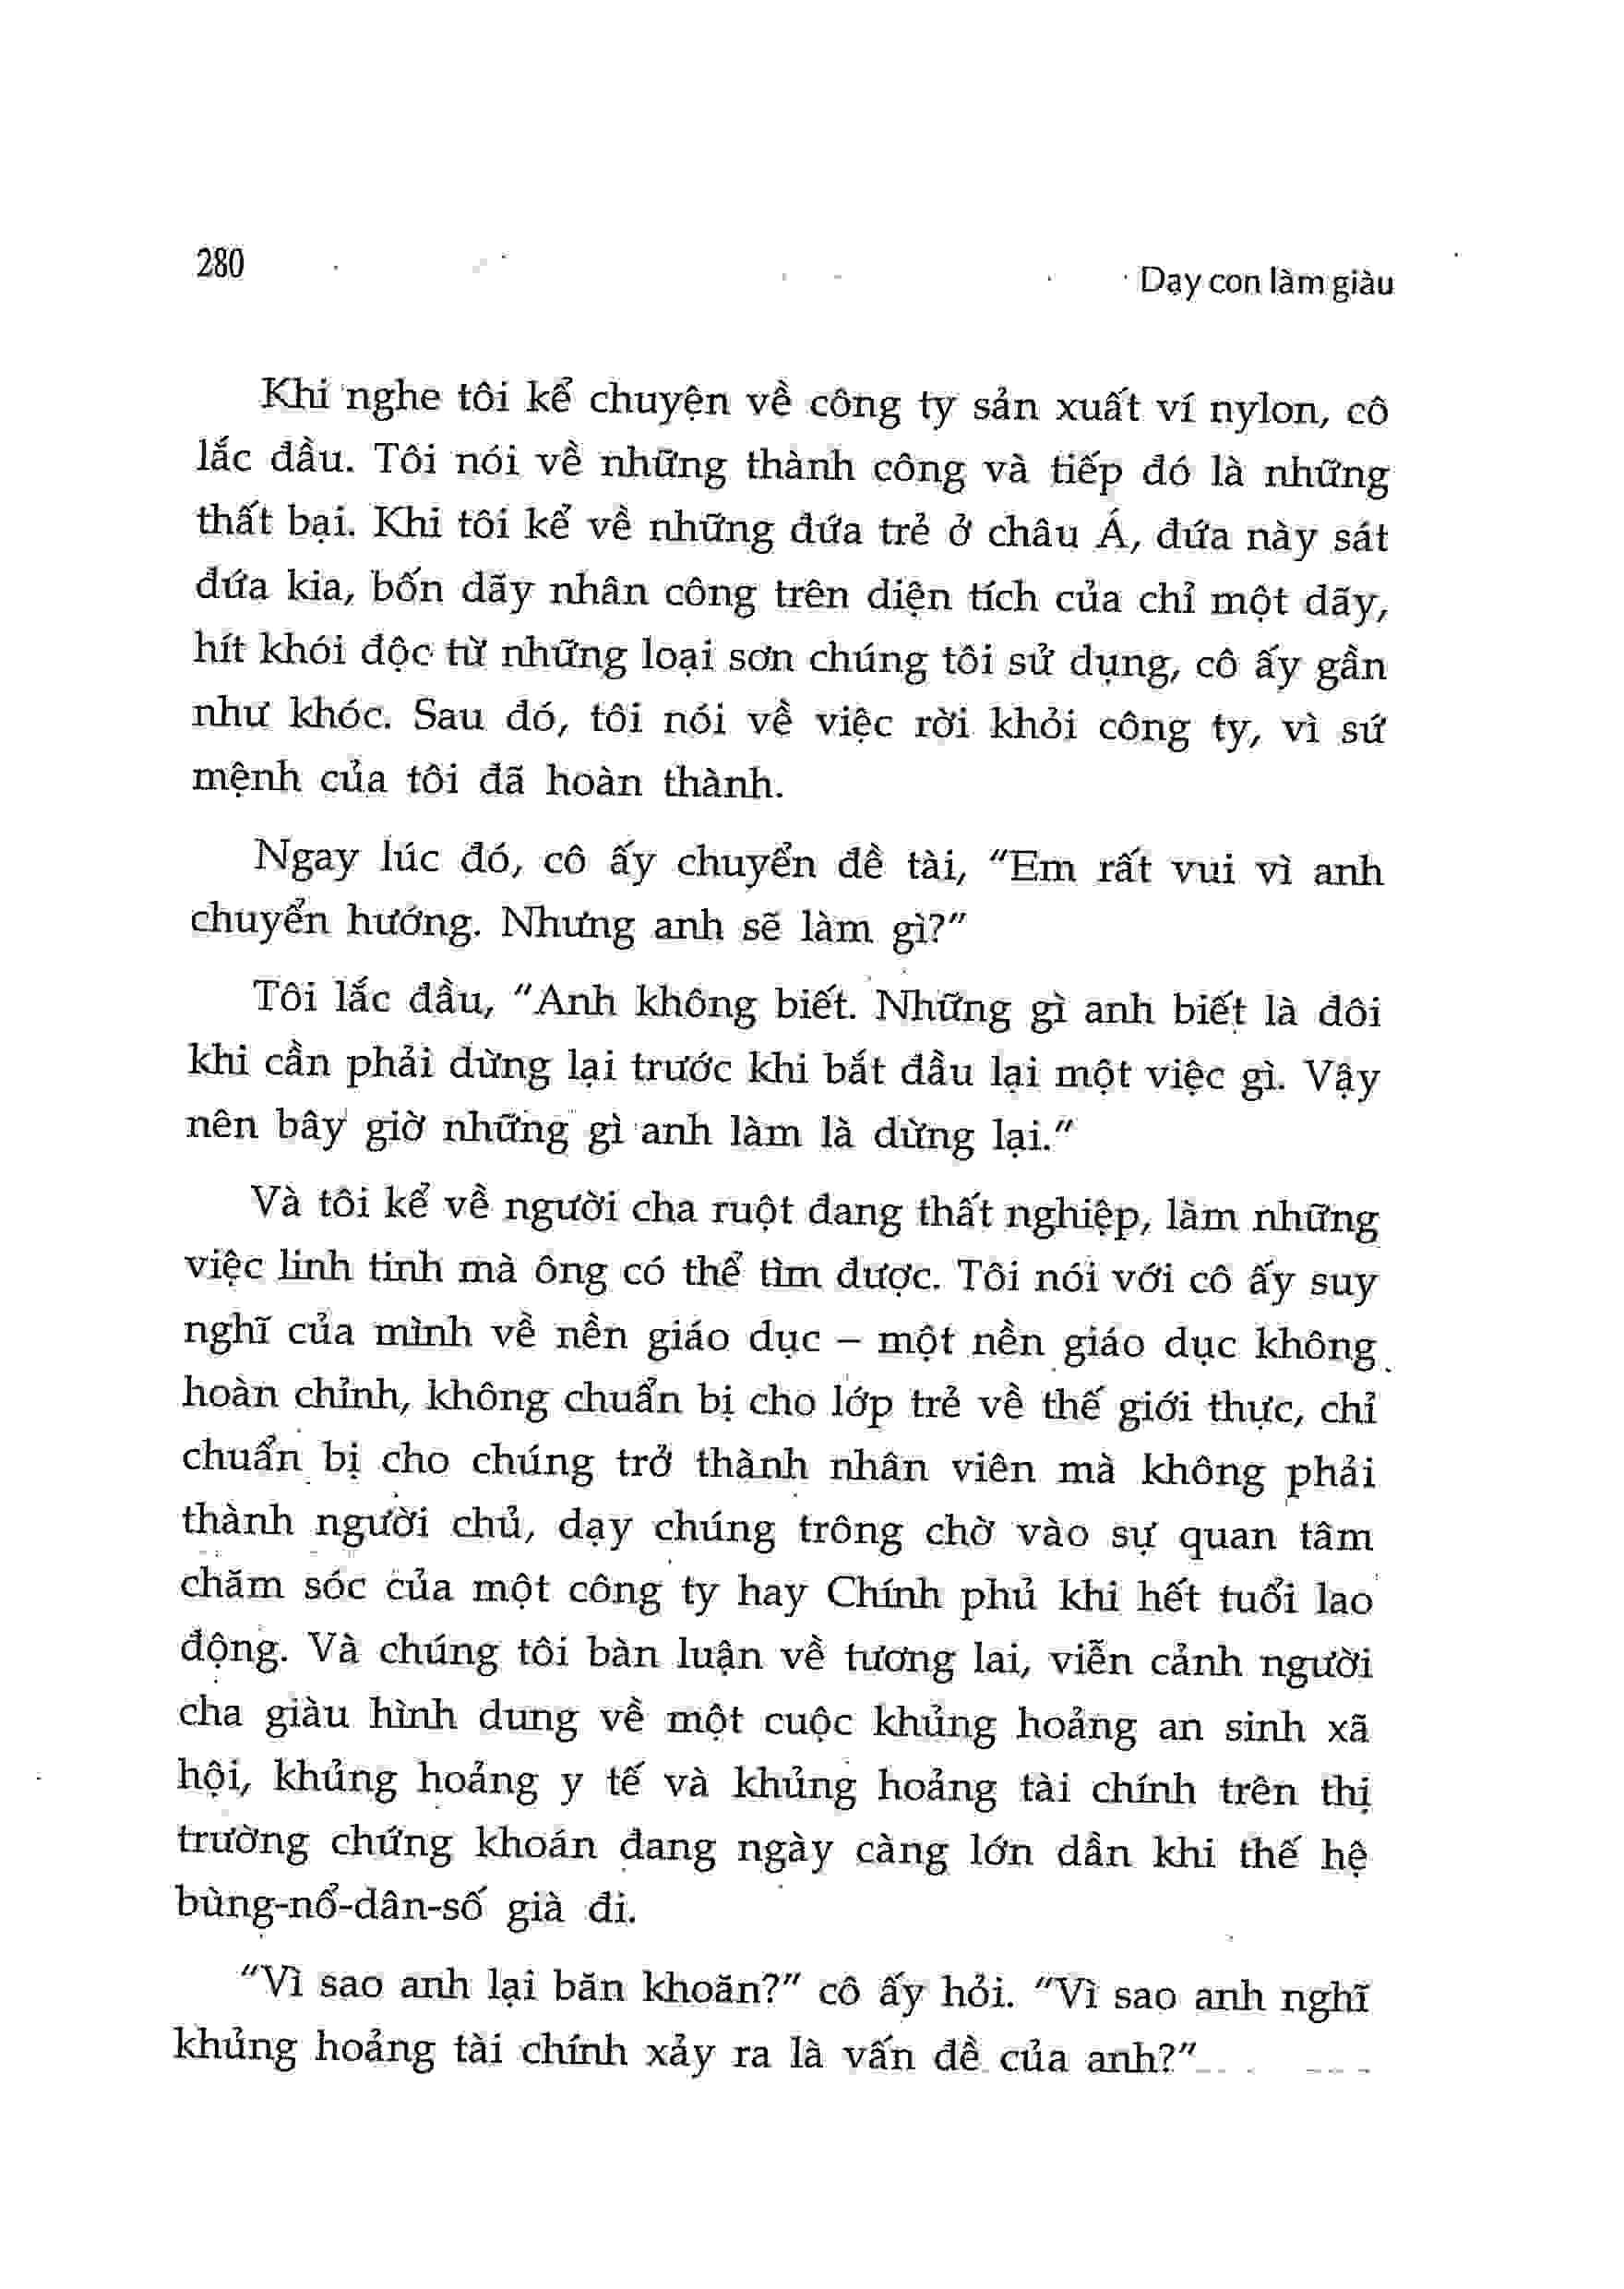 280
Dạy con làm giàu
Khi nghe tôi kể chuyện về công ty sản xuất ví nylon, cô
lắc đầu. Tôi nói về những thành công và tiếp đó là những
thất bại. Khi tôi kể về những đứa trẻ ở châu Á, đứa này sát
đứa kia, bốn dãy nhân công trên diện tích của chỉ một dãy,
hít khói độc từ những loại sơn chúng tôi sử dụng, cô ấy gần
như khóc. Sau đó, tôi nói về việc rời khỏi công ty, vì sứ
mệnh của tôi đã hoàn thành.
Ngay lúc đó, cô ấy chuyển đề tài, "Em rất vui vì anh
chuyển hướng. Nhưng anh sẽ làm gì?"
Tôi lắc đầu, "Anh không biết. Những gì anh biết là đôi
khi cần phải dừng lại trước khi bắt đầu lại một việc gì. Vậy
nên bây giờ những gì anh làm là dừng lại."
Và tôi kể về người cha ruột đang thất nghiệp, làm những
việc linh tinh mà ông có thể tìm được. Tôi nói với cô ấy suy
nghĩ của mình về nền giáo dục – một nền giáo dục không
hoàn chỉnh, không chuẩn bị cho lớp trẻ về thế giới thực, chỉ
chuẩn bị cho chúng trở thành nhân viên mà không phải
thành người chủ, dạy chúng trông chờ vào sự quan tâm
chăm sóc của một công ty hay Chính phủ khi hết tuổi lao
động. Và chúng tôi bàn luận về tương lai, viễn cảnh người
cha giàu hình dung về một cuộc khủng hoảng an sinh xã
hội, khủng hoảng y tế và khủng hoảng tài chính trên thị
trường chứng khoán đang ngày càng lớn dần khi thế hệ
bùng-nổ-dân-số già đi.
"Vì sao anh lại băn khoăn?" cô ấy hỏi. "Vì sao anh nghĩ
khủng hoảng tài chính xảy ra là vấn đề của anh?"